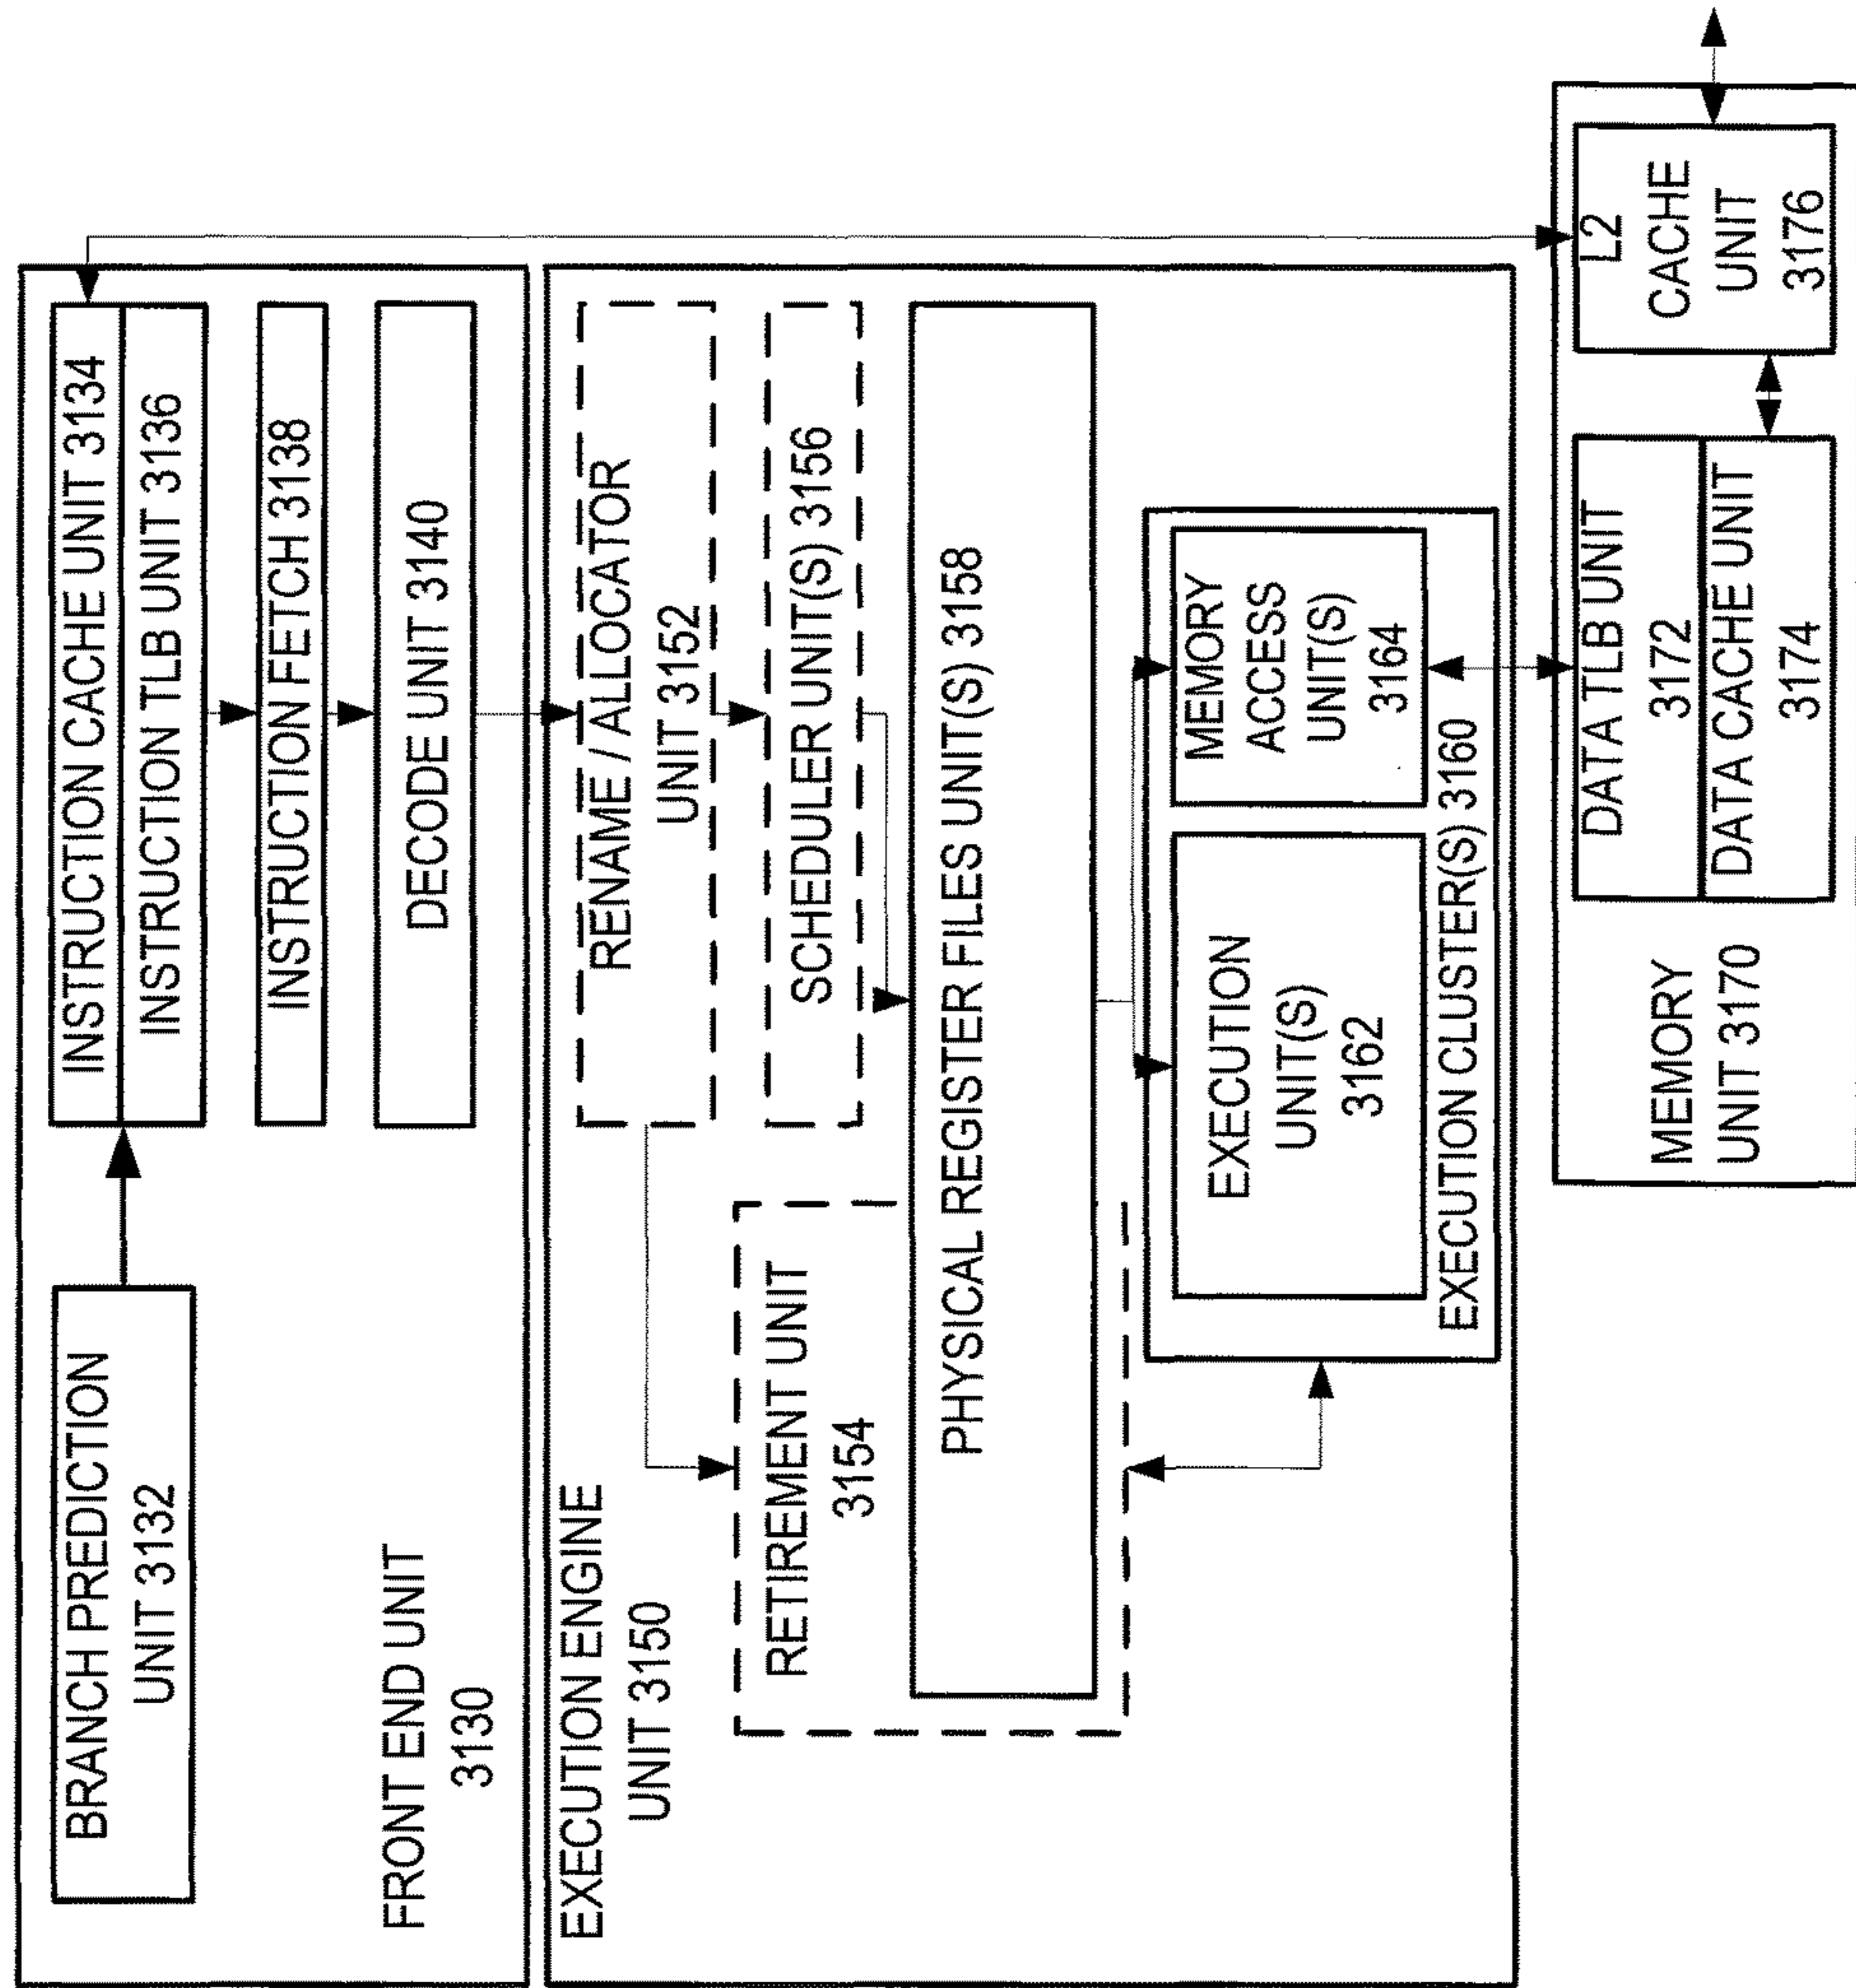 BRANCH PREDICTION
UNIT 3132
INSTRUCTION CACHE UNIT 3134
INSTRUCTION TLB UNIT 3136
INSTRUCTION FETCH 3138
DECODE UNIT 3140
FRONT END UNIT
3130
EXECUTION ENGINE
UNIT 3150
RENAME / ALLOCATOR
UNIT 3152
RETIREMENT UNIT
3154
SCHEDULER UNIT(S) 3156
PHYSICAL REGISTER FILES UNIT(S) 3158
EXECUTION
UNIT(S)
3162
MEMORY
ACCESS
UNIT(S)
3164
EXECUTION CLUSTER(S) 3160
MEMORY
UNIT 3170
DATA TLB UNIT
3172
DATA CACHE UNIT
3174
L2
CACHE
UNIT
3176